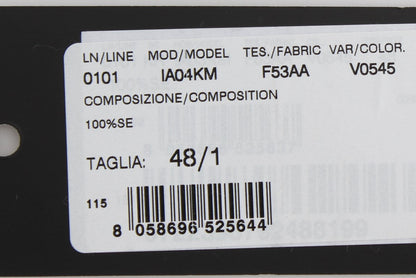 LN/LINE MOD/MODEL TES./FABRIC VAR/COLOR.
0101 IA04KM F53AA V0545
COMPOSIZIONE/COMPOSITION
100%SE
TAGLIA: 48/1
115
8 058696 525644